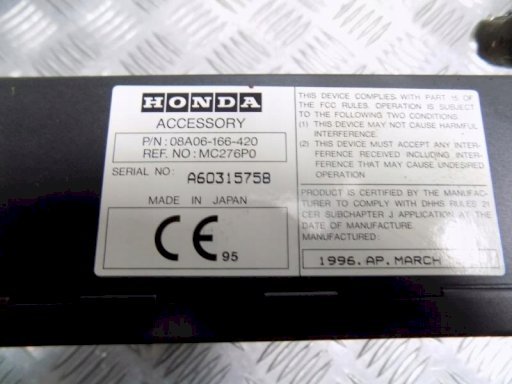 HONDA
ACCESSORY
P/N : 08A06-166-420
REF. NO : MC276P0
SERIAL NO: A6031575B
MADE IN JAPAN
CE 95
THIS DEVICE COMPLIES WITH PART 15 OF
THE FCC RULES. OPERATION IS SUBJECT
TO THE FOLLOWING TWO CONDITIONS.
(1) THIS DEVICE MAY NOT CAUSE HARMFUL
INTERFERENCE.
(2) THIS DEVICE MUST ACCEPT ANY INTER-
FERENCE RECEIVED INCLUDING INTER-
FERENCE THAT MAY CAUSE UNDESIRED
OPERATION
PRODUCT IS CERTIFIED BY THE MANUFAC-
TURER TO COMPLY WITH DHHS RULES 21
CFR SUBCHAPTER J. APPLICATION AT THE
DATE OF MANUFACTURE.
MANUFACTURED:
1996. AP. MARCH